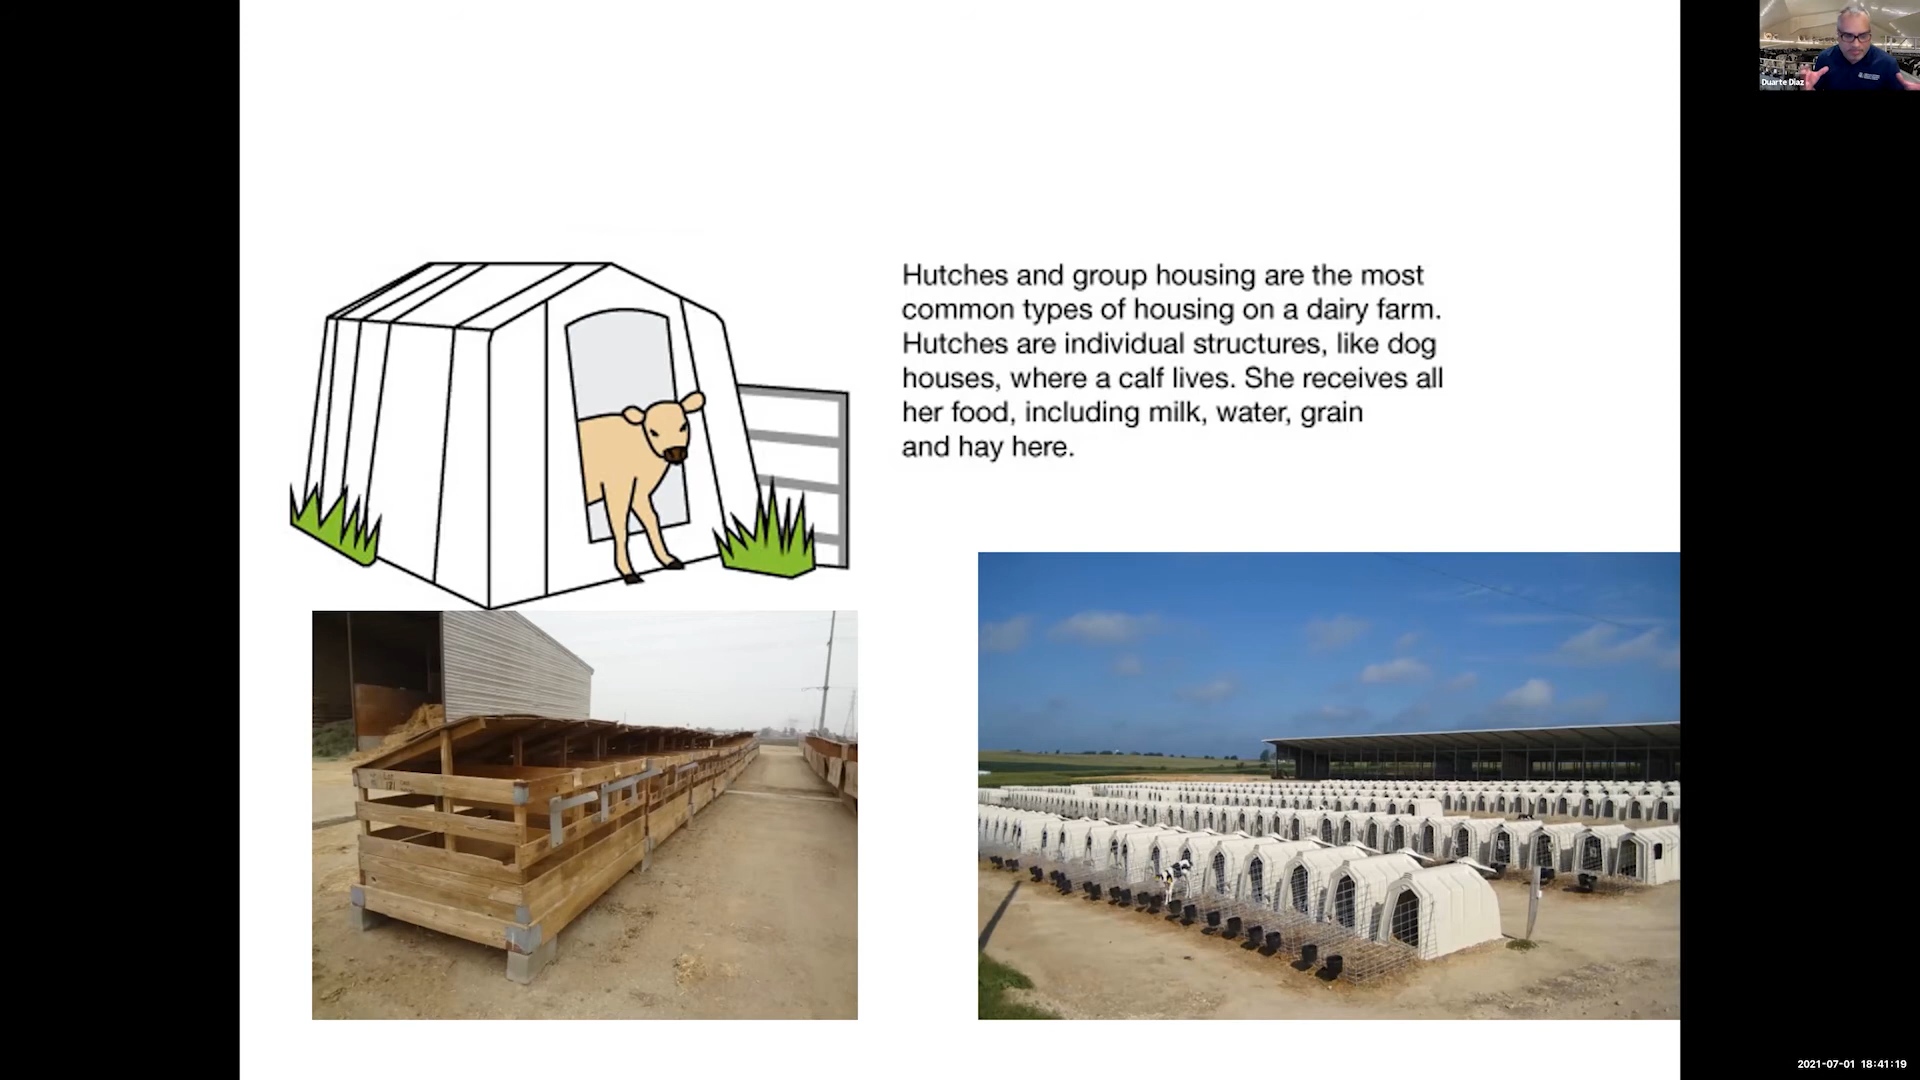 Duarte Diaz
Hutches and group housing are the most
common types of housing on a dairy farm.
Hutches are individual structures, like dog
houses, where a calf lives. She receives all
her food, including milk, water, grain
and hay here.
2021-07-01 18:41:19